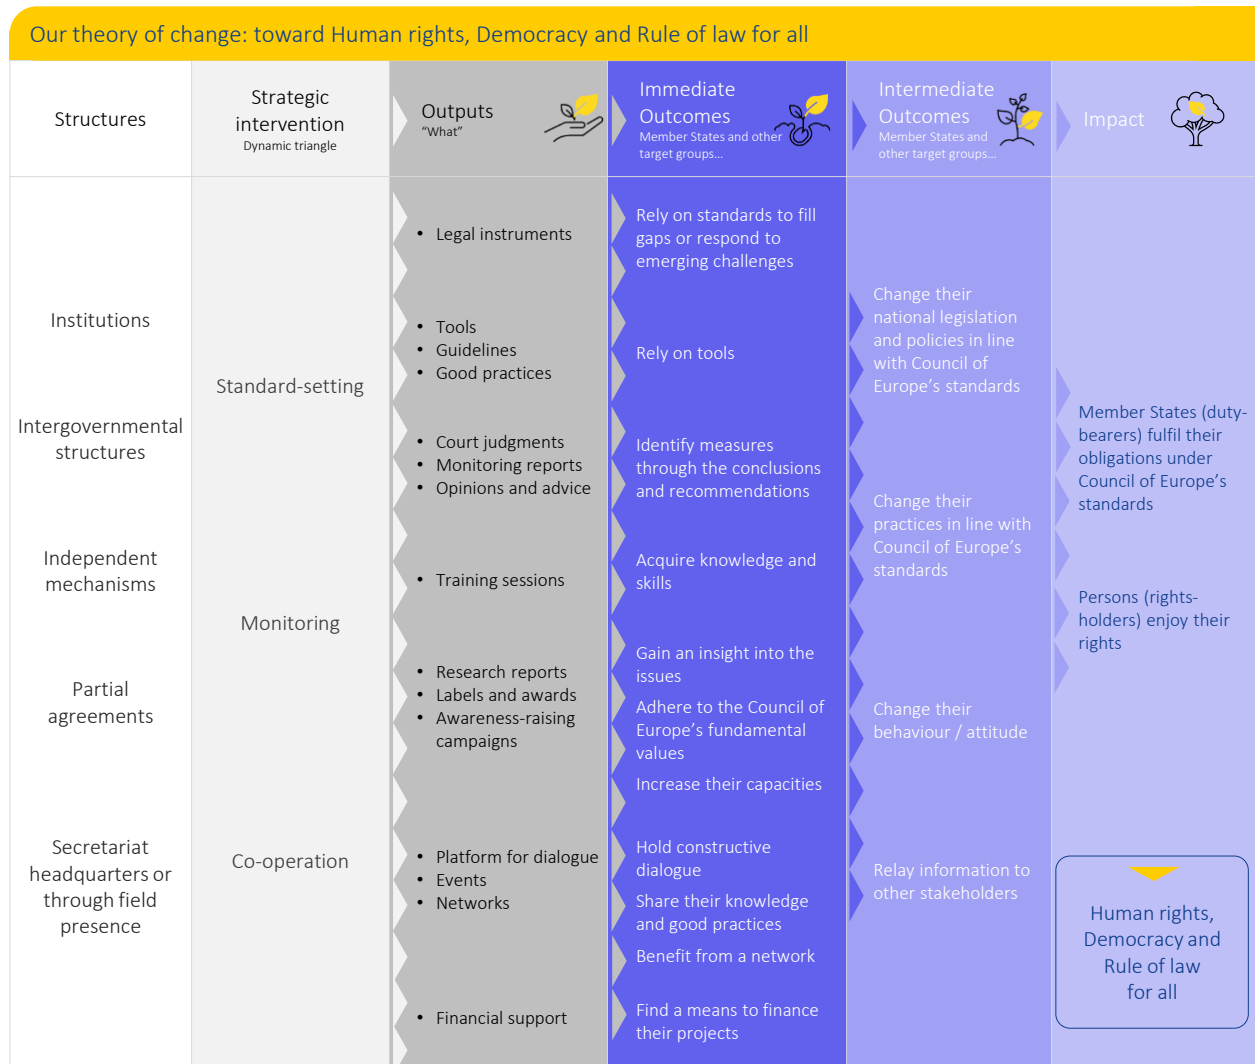 Our theory of change: toward Human rights, Democracy and Rule of law for all
Structures
Strategic
intervention
Dynamic triangle
Outputs
“What”
Immediate
Outcomes
Member States and other
target groups…
Intermediate
Outcomes
Member States and
other target groups…
Impact
Institutions
Intergovernmental
structures
Independent
mechanisms
Partial
agreements
Secretariat
headquarters or
through field
presence
Standard-setting
Monitoring
Co-operation
• Legal instruments
• Tools
• Guidelines
• Good practices
• Court judgments
• Monitoring reports
• Opinions and advice
• Training sessions
• Research reports
• Labels and awards
• Awareness-raising
campaigns
• Platform for dialogue
• Events
• Networks
• Financial support
Rely on standards to fill
gaps or respond to
emerging challenges
Rely on tools
Identify measures
through the conclusions
and recommendations
Acquire knowledge and
skills
Gain an insight into the
issues
Adhere to the Council of
Europe’s fundamental
values
Increase their capacities
Hold constructive
dialogue
Share their knowledge
and good practices
Benefit from a network
Find a means to finance
their projects
Change their
national legislation
and policies in line
with Council of
Europe’s standards
Change their
practices in line with
Council of Europe’s
standards
Change their
behaviour / attitude
Relay information to
other stakeholders
Member States (duty-
bearers) fulfil their
obligations under
Council of Europe’s
standards
Persons (rights-
holders) enjoy their
rights
Human rights,
Democracy and
Rule of law
for all